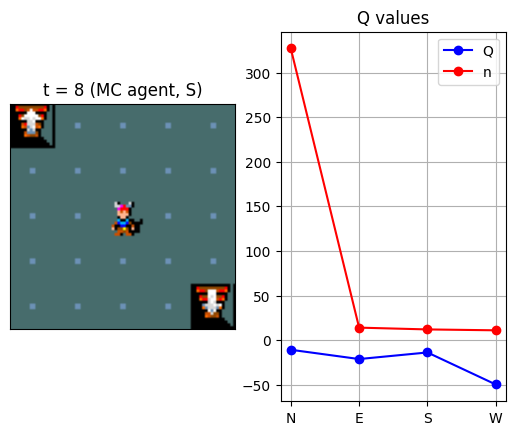 t = 8 (MC agent, S)
Q values
Q
n
300
250
200
150
100
50
0
−50
N
E
S
W